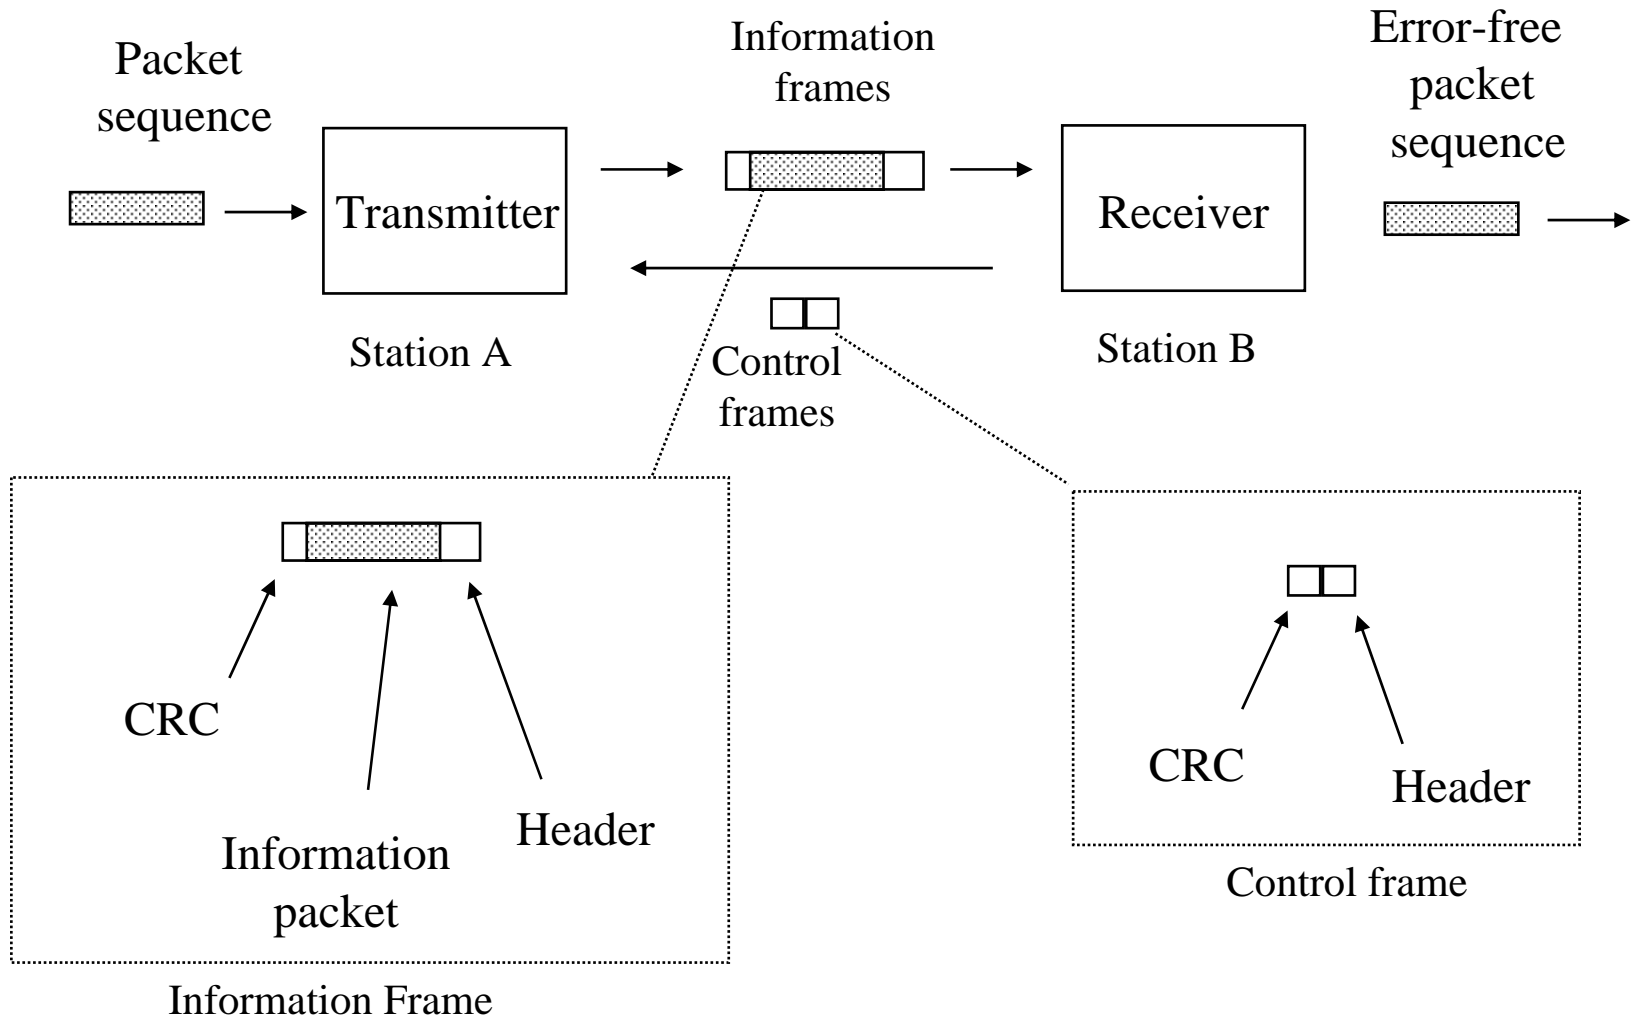 Packet
sequence
Information
frames
Error-free
packet
sequence
Transmitter
Receiver
Station A
Station B
Control
frames
CRC
Information
packet
Header
Information Frame
CRC
Header
Control frame